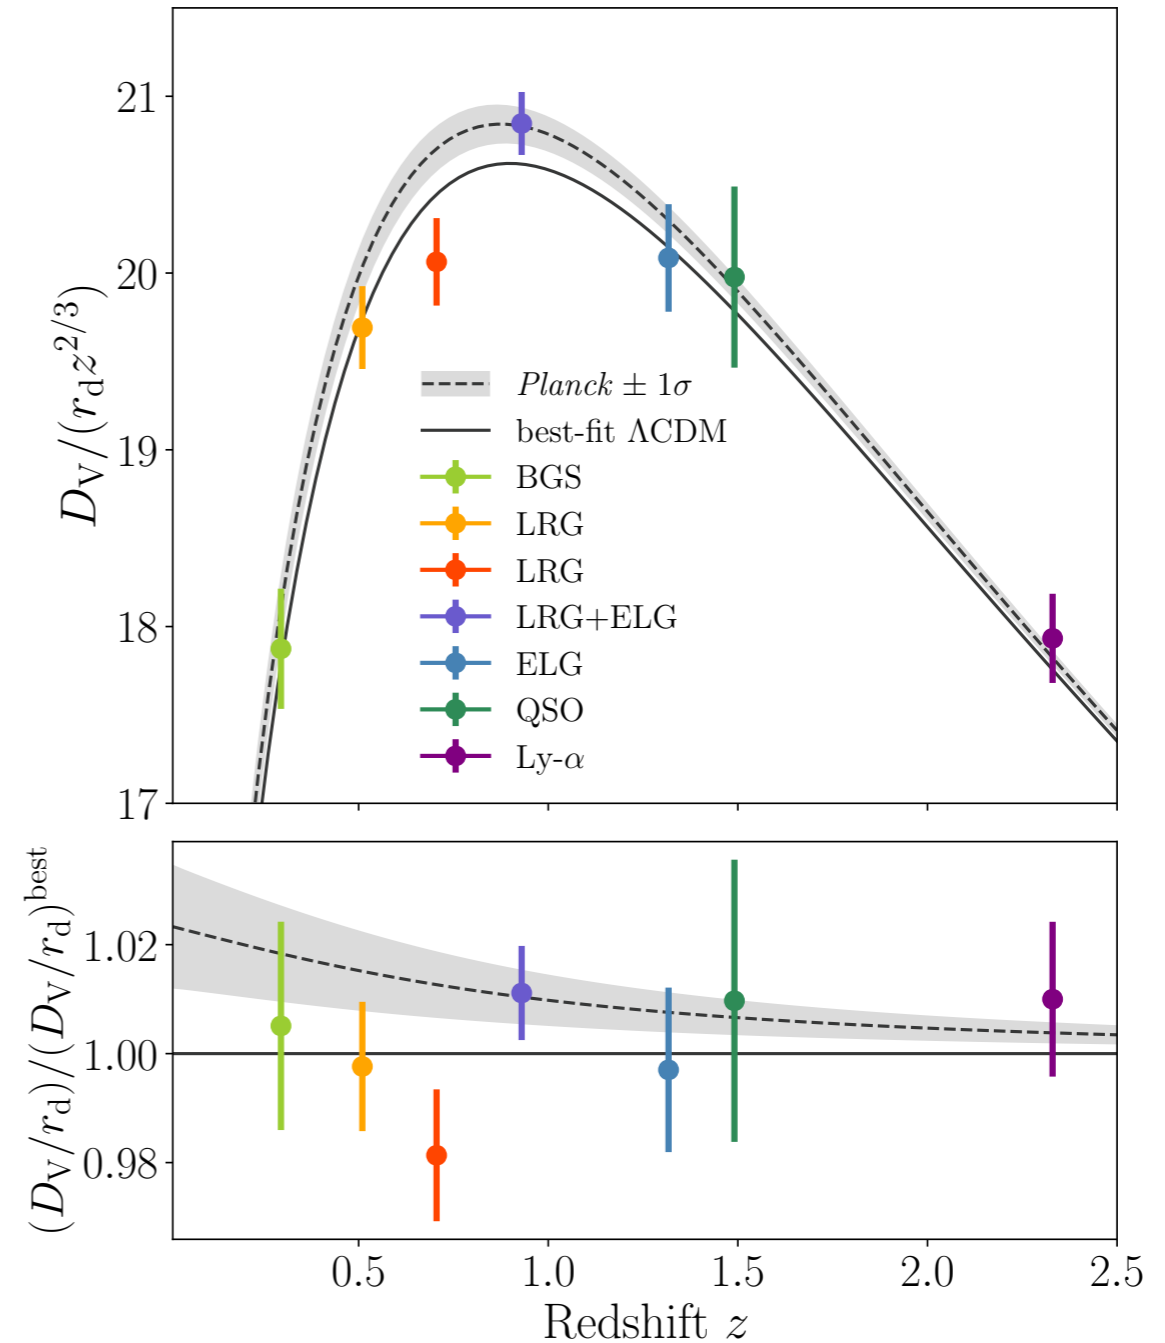 21
20
19
18
17
D_V/(r_d z^{2/3})
Planck ± 1σ
best-fit ΛCDM
BGS
LRG
LRG
LRG+ELG
ELG
QSO
Ly-α
1.02
1.00
0.98
(D_V/r_d)/(D_V/r_d)^{best}
0.5 1.0 1.5 2.0 2.5
Redshift z